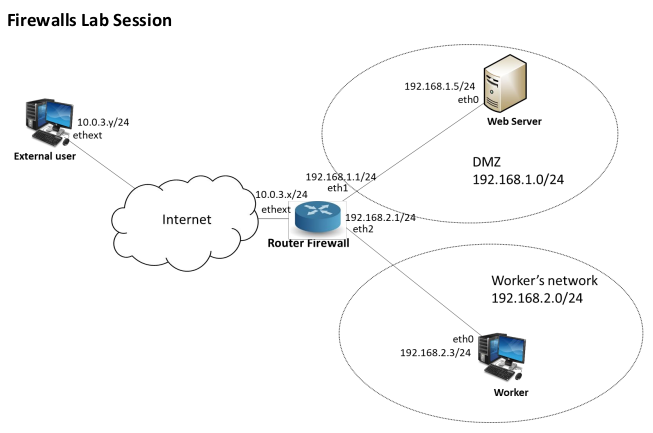 Firewalls Lab Session
192.168.1.5/24
eth0
Web Server
10.0.3.y/24
ethext
External user
DMZ
192.168.1.0/24
192.168.1.1/24
eth1
10.0.3.x/24
ethext
Internet
192.168.2.1/24
eth2
Router Firewall
Worker's network
192.168.2.0/24
eth0
192.168.2.3/24
Worker